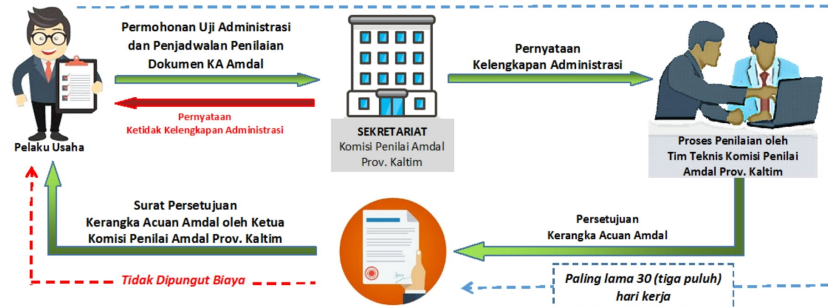 Permohonan Uji Administrasi
dan Penjadwalan Penilaian
Dokumen KA Amdal
Pernyataan
Ketidak Kelengkapan Administrasi
Pelaku Usaha
SEKRETARIAT
Komisi Penilai Amdal
Prov. Kaltim
Pernyataan
Kelengkapan Administrasi
Proses Penilaian oleh
Tim Teknis Komisi Penilai
Amdal Prov. Kaltim
Surat Persetujuan
Kerangka Acuan Amdal oleh Ketua
Komisi Penilai Amdal Prov. Kaltim
Persetujuan
Kerangka Acuan Amdal
Tidak Dipungut Biaya
Paling lama 30 (tiga puluh)
hari kerja